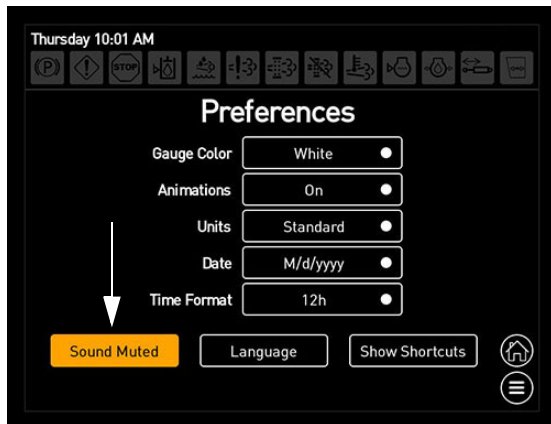 Thursday 10:01 AM
(P) STOP
Preferences
Gauge Color White
Animations On
Units Standard
Date M/d/yyyy
Time Format 12h
Sound Muted Language Show Shortcuts